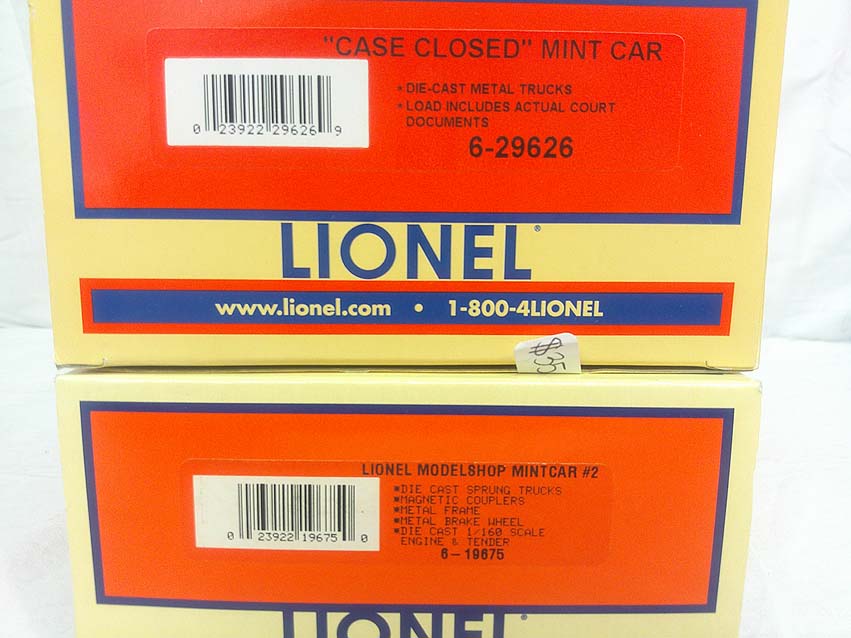 "CASE CLOSED" MINT CAR
* DIE-CAST METAL TRUCKS
* LOAD INCLUDES ACTUAL COURT
DOCUMENTS
6-29626
0 23922 29626 9
LIONEL®
www.lionel.com • 1-800-4LIONEL
$35
LIONEL MODELSHOP MINTCAR #2
*DIE CAST SPRUNG TRUCKS
*MAGNETIC COUPLERS
*METAL FRAME
*METAL BRAKE WHEEL
*DIE CAST 1/160 SCALE
ENGINE & TENDER
6-19675
0 23922 19675 0
LIONEL